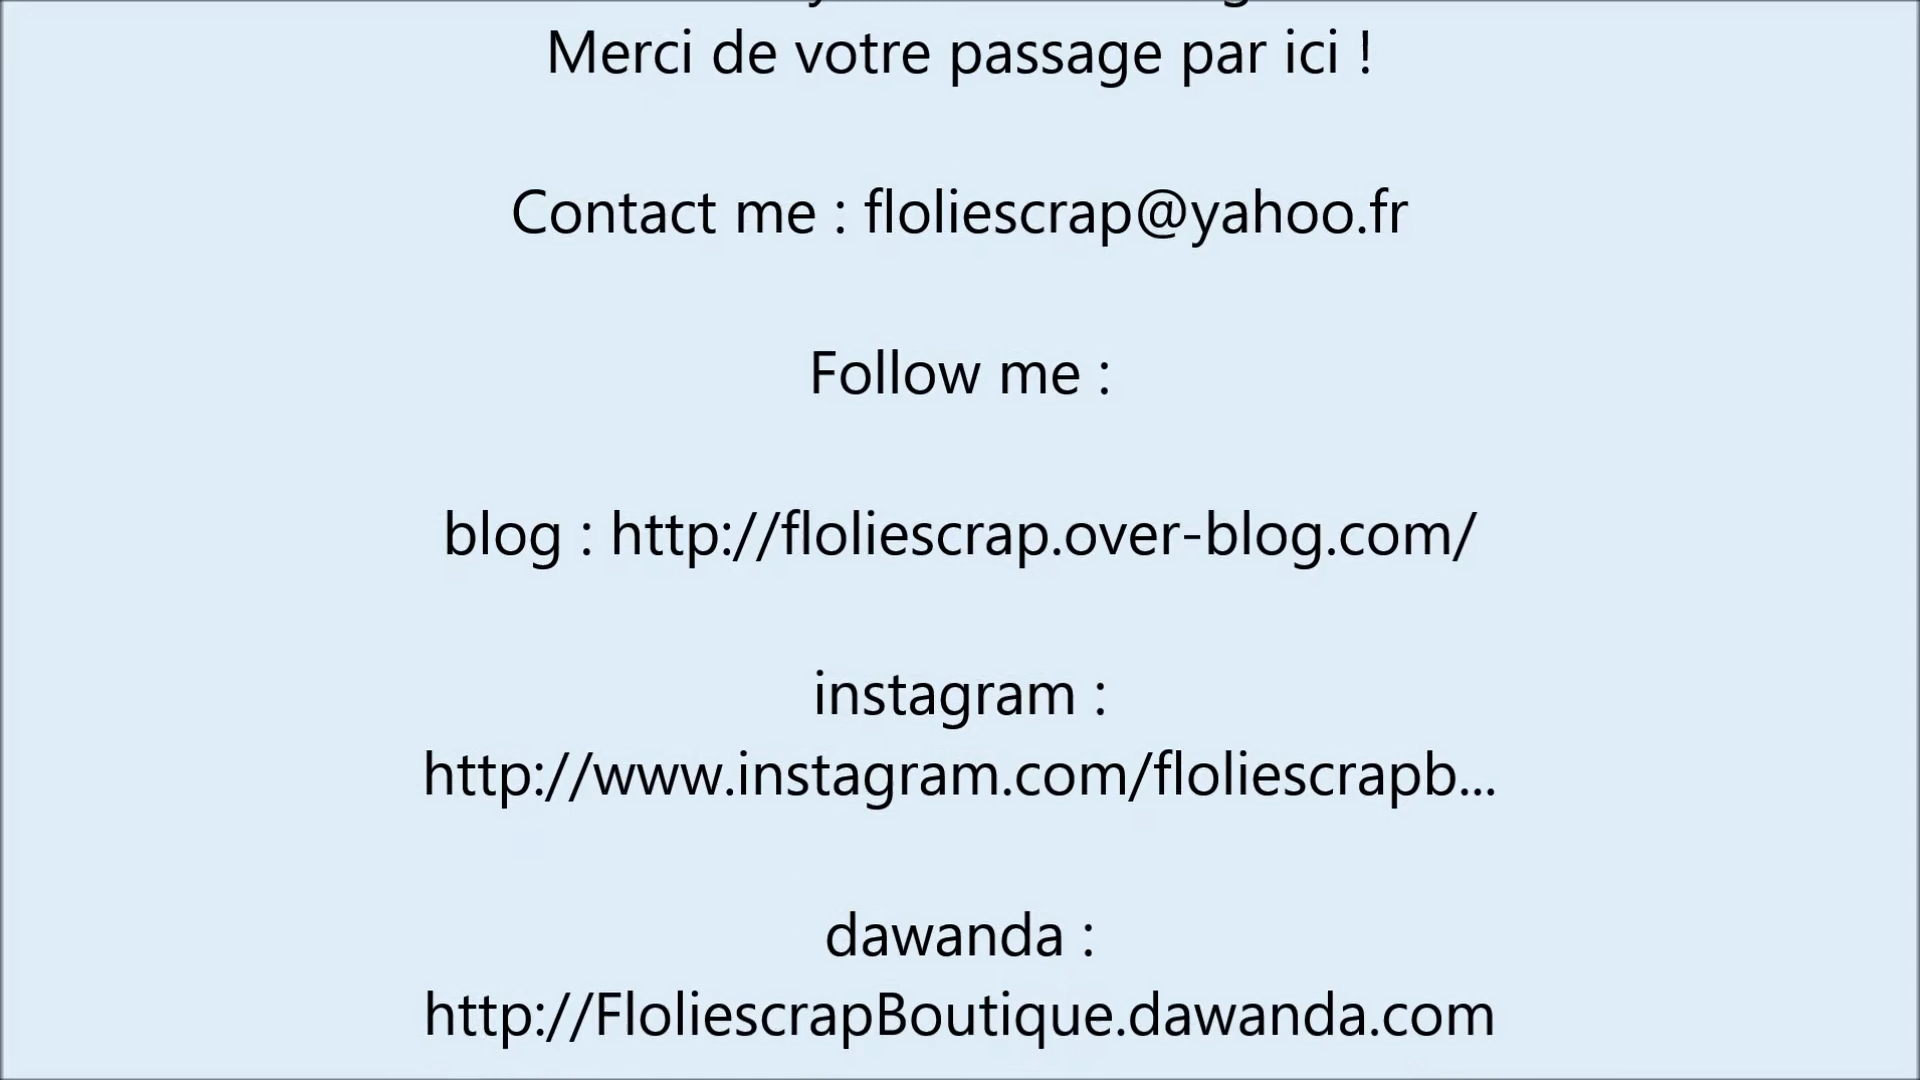 Merci de votre passage par ici !
Contact me : floliescrap@yahoo.fr
Follow me :
blog : http://floliescrap.over-blog.com/
instagram :
http://www.instagram.com/floliescrapb...
dawanda :
http://FloliescrapBoutique.dawanda.com